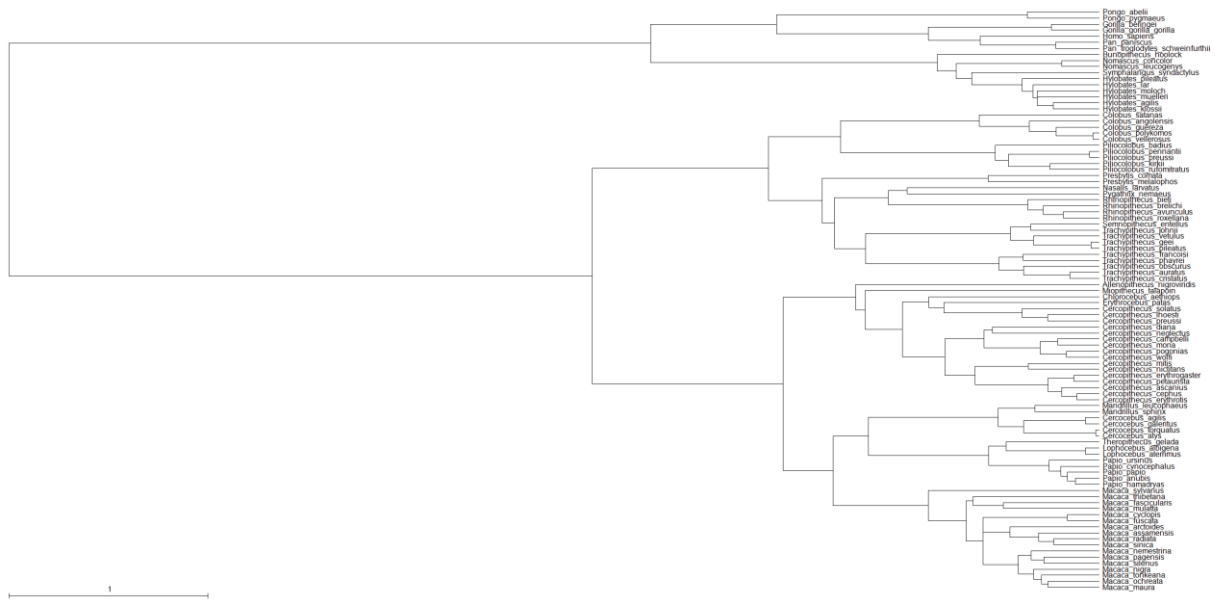 Pongo_abelii
Pongo_pygmaeus
Gorilla_beringei
Gorilla_gorilla_gorilla
Homo_sapiens
Pan_paniscus
Pan_troglodytes_schweinfurthii
Bunopithecus_hoolock
Nomascus_concolor
Nomascus_leucogenys
Symphalangus_syndactylus
Hylobates_pileatus
Hylobates_lar
Hylobates_moloch
Hylobates_muelleri
Hylobates_agilis
Hylobates_klossii
Colobus_satanas
Colobus_angolensis
Colobus_guereza
Colobus_polykomos
Colobus_vellerosus
Piliocolobus_badius
Piliocolobus_pennantii
Piliocolobus_preussi
Piliocolobus_kirkii
Piliocolobus_rufomitratus
Presbytis_comata
Presbytis_melalophos
Nasalis_larvatus
Pygathrix_nemaeus
Rhinopithecus_bieti
Rhinopithecus_brelichi
Rhinopithecus_avunculus
Rhinopithecus_roxellana
Semnopithecus_entellus
Trachypithecus_johnii
Trachypithecus_vetulus
Trachypithecus_geei
Trachypithecus_pileatus
Trachypithecus_francoisi
Trachypithecus_phayrei
Trachypithecus_obscurus
Trachypithecus_auratus
Trachypithecus_cristatus
Allenopithecus_nigroviridis
Miopithecus_talapoin
Chlorocebus_aethiops
Erythrocebus_patas
Cercopithecus_solatus
Cercopithecus_lhoesti
Cercopithecus_preussi
Cercopithecus_diana
Cercopithecus_neglectus
Cercopithecus_campbelli
Cercopithecus_mona
Cercopithecus_pogonias
Cercopithecus_wolfi
Cercopithecus_mitis
Cercopithecus_nictitans
Cercopithecus_erythrogaster
Cercopithecus_petaurista
Cercopithecus_ascanius
Cercopithecus_cephus
Cercopithecus_erythrotis
Mandrillus_leucophaeus
Mandrillus_sphinx
Cercocebus_agilis
Cercocebus_galeritus
Cercocebus_torquatus
Cercocebus_atys
Theropithecus_gelada
Lophocebus_albigena
Lophocebus_aterrimus
Papio_ursinus
Papio_cynocephalus
Papio_papio
Papio_anubis
Papio_hamadryas
Macaca_sylvanus
Macaca_thibetana
Macaca_fascicularis
Macaca_mulatta
Macaca_cyclopis
Macaca_fuscata
Macaca_arctoides
Macaca_assamensis
Macaca_radiata
Macaca_sinica
Macaca_nemestrina
Macaca_pagensis
Macaca_silenus
Macaca_nigra
Macaca_tonkeana
Macaca_ochreata
Macaca_maura
1